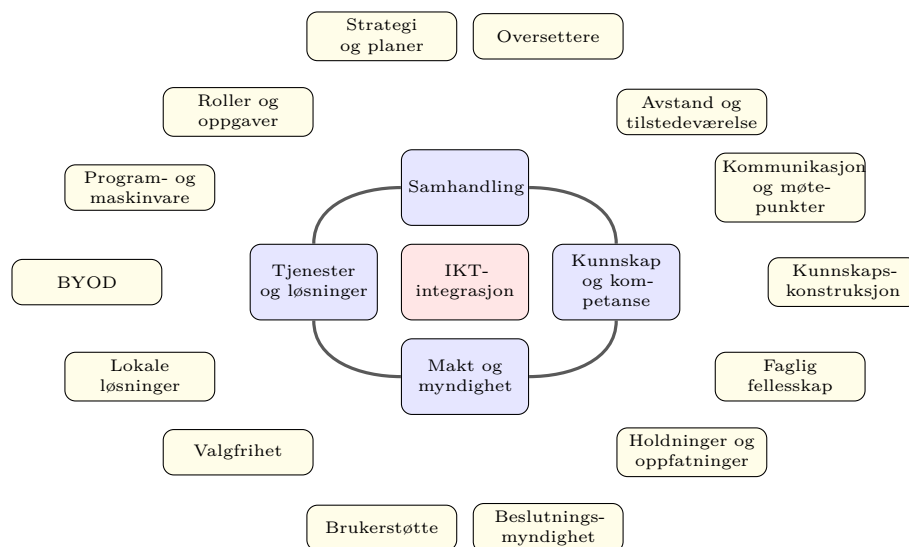 Strategi
og planer
Oversettere
Roller og
oppgaver
Avstand og
tilstedeværelse
Program- og
maskinvare
Samhandling
Kommunikasjon
og møte-
punkter
BYOD
Tjenester
og løsninger
IKT-
integrasjon
Kunnskap
og kom-
petanse
Kunnskaps-
konstruksjon
Lokale
løsninger
Makt og
myndighet
Faglig
fellesskap
Valgfrihet
Holdninger og
oppfatninger
Brukerstøtte
Beslutnings-
myndighet